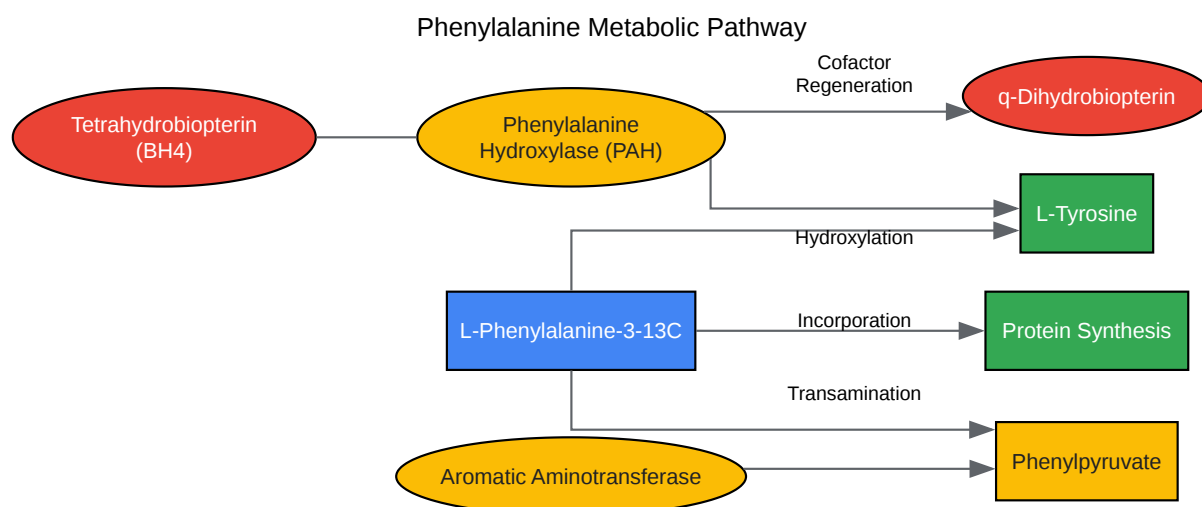 Phenylalanine Metabolic Pathway
Cofactor
Regeneration
Tetrahydrobiopterin
(BH4)
Phenylalanine
Hydroxylase (PAH)
q-Dihydrobiopterin
L-Tyrosine
Hydroxylation
L-Phenylalanine-3-13C
Incorporation
Protein Synthesis
Transamination
Aromatic Aminotransferase
Phenylpyruvate